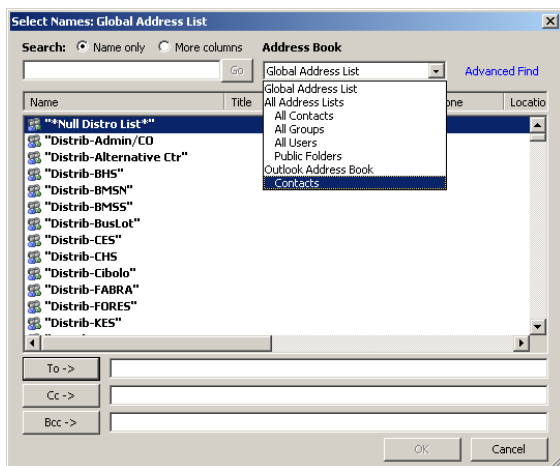 Select Names: Global Address List
Search: Name only More columns Address Book
Go Global Address List Advanced Find
Global Address List
All Address Lists
All Contacts
All Groups
All Users
Public Folders
Outlook Address Book
Contacts
Name Title one Locatio
"*Null Distro List*"
"Distrib-Admin/CO
"Distrib-Alternative Ctr"
"Distrib-BHS"
"Distrib-BMSN"
"Distrib-BMSS"
"Distrib-BusLot"
"Distrib-CES"
"Distrib-CHS
"Distrib-Cibolo"
"Distrib-FABRA"
"Distrib-FORES"
"Distrib-KES"
To ->
Cc ->
Bcc ->
OK Cancel